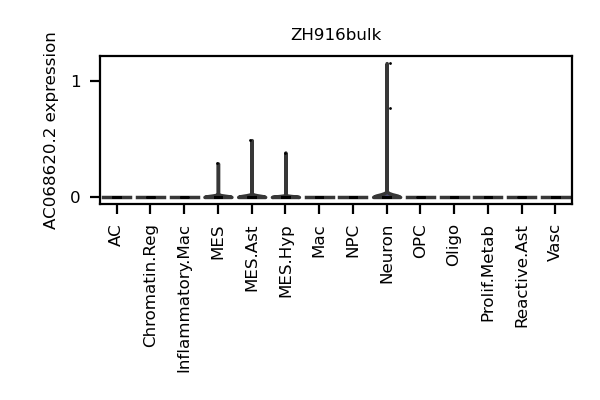 ZH916bulk
AC068620.2 expression
1
0
AC
Chromatin.Reg
Inflammatory.Mac
MES
MES.Ast
MES.Hyp
Mac
NPC
Neuron
OPC
Oligo
Prolif.Metab
Reactive.Ast
Vasc